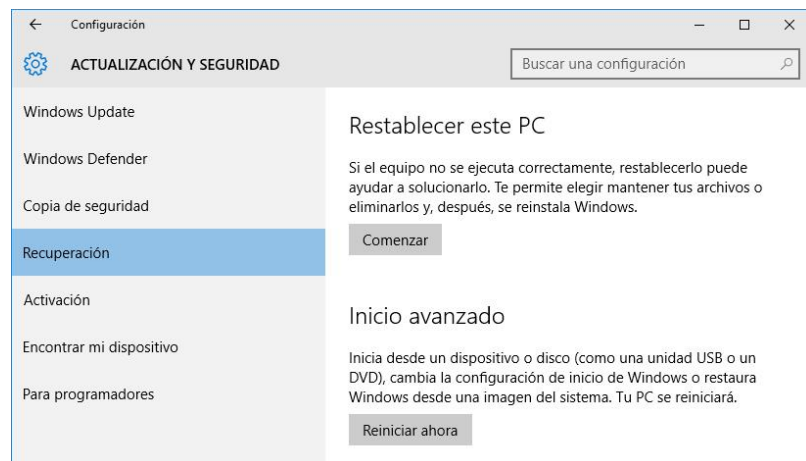 Configuración
ACTUALIZACIÓN Y SEGURIDAD
Buscar una configuración
Windows Update
Windows Defender
Copia de seguridad
Recuperación
Activación
Encontrar mi dispositivo
Para programadores
Restablecer este PC
Si el equipo no se ejecuta correctamente, restablecerlo puede
ayudar a solucionarlo. Te permite elegir mantener tus archivos o
eliminarlos y, después, se reinstala Windows.
Comenzar
Inicio avanzado
Inicia desde un dispositivo o disco (como una unidad USB o un
DVD), cambia la configuración de inicio de Windows o restaura
Windows desde una imagen del sistema. Tu PC se reiniciará.
Reiniciar ahora